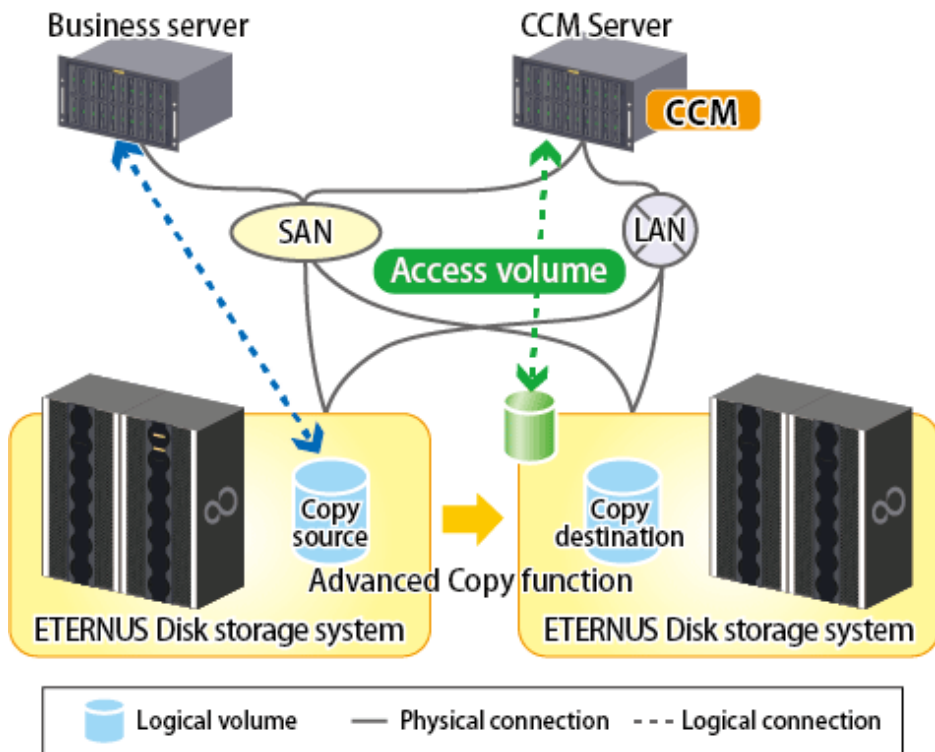 Business server
CCM Server
CCM
SAN
LAN
Access volume
Copy
source
Copy
destination
Advanced Copy function
ETERNUS Disk storage system
ETERNUS Disk storage system
Logical volume
Physical connection
Logical connection